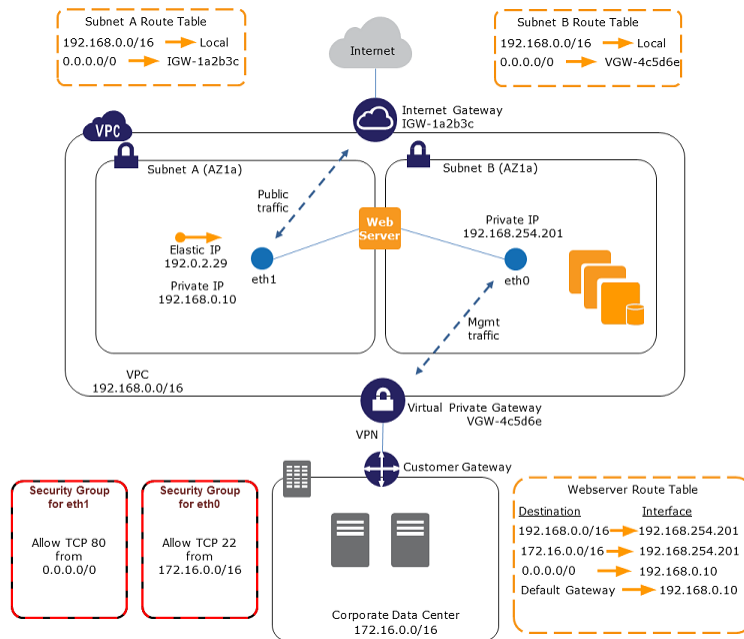 Subnet A Route Table
192.168.0.0/16 Local
0.0.0.0/0 IGW-1a2b3c
Subnet B Route Table
192.168.0.0/16 Local
0.0.0.0/0 VGW-4c5d6e
Internet
Internet Gateway
IGW-1a2b3c
VPC
Subnet A (AZ1a)
Subnet B (AZ1a)
Public
traffic
Web
Server
Elastic IP
192.0.2.29
Private IP
192.168.0.10
eth1
Private IP
192.168.254.201
eth0
Mgmt
traffic
VPC
192.168.0.0/16
Virtual Private Gateway
VGW-4c5d6e
VPN
Customer Gateway
Security Group
for eth1
Allow TCP 80
from
0.0.0.0/0
Security Group
for eth0
Allow TCP 22
from
172.16.0.0/16
Corporate Data Center
172.16.0.0/16
Webserver Route Table
Destination Interface
192.168.0.0/16 192.168.254.201
172.16.0.0/16 192.168.254.201
0.0.0.0/0 192.168.0.10
Default Gateway 192.168.0.10